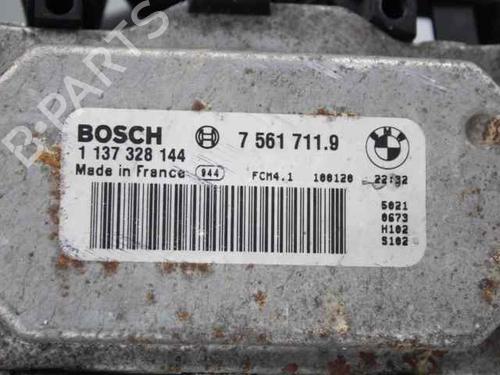 B-PARTS
BOSCH 7 561 711.9 BMW
1 137 328 144
Made in France 944 FCM4.1 100120 22:32
5021
0673
H102
S102